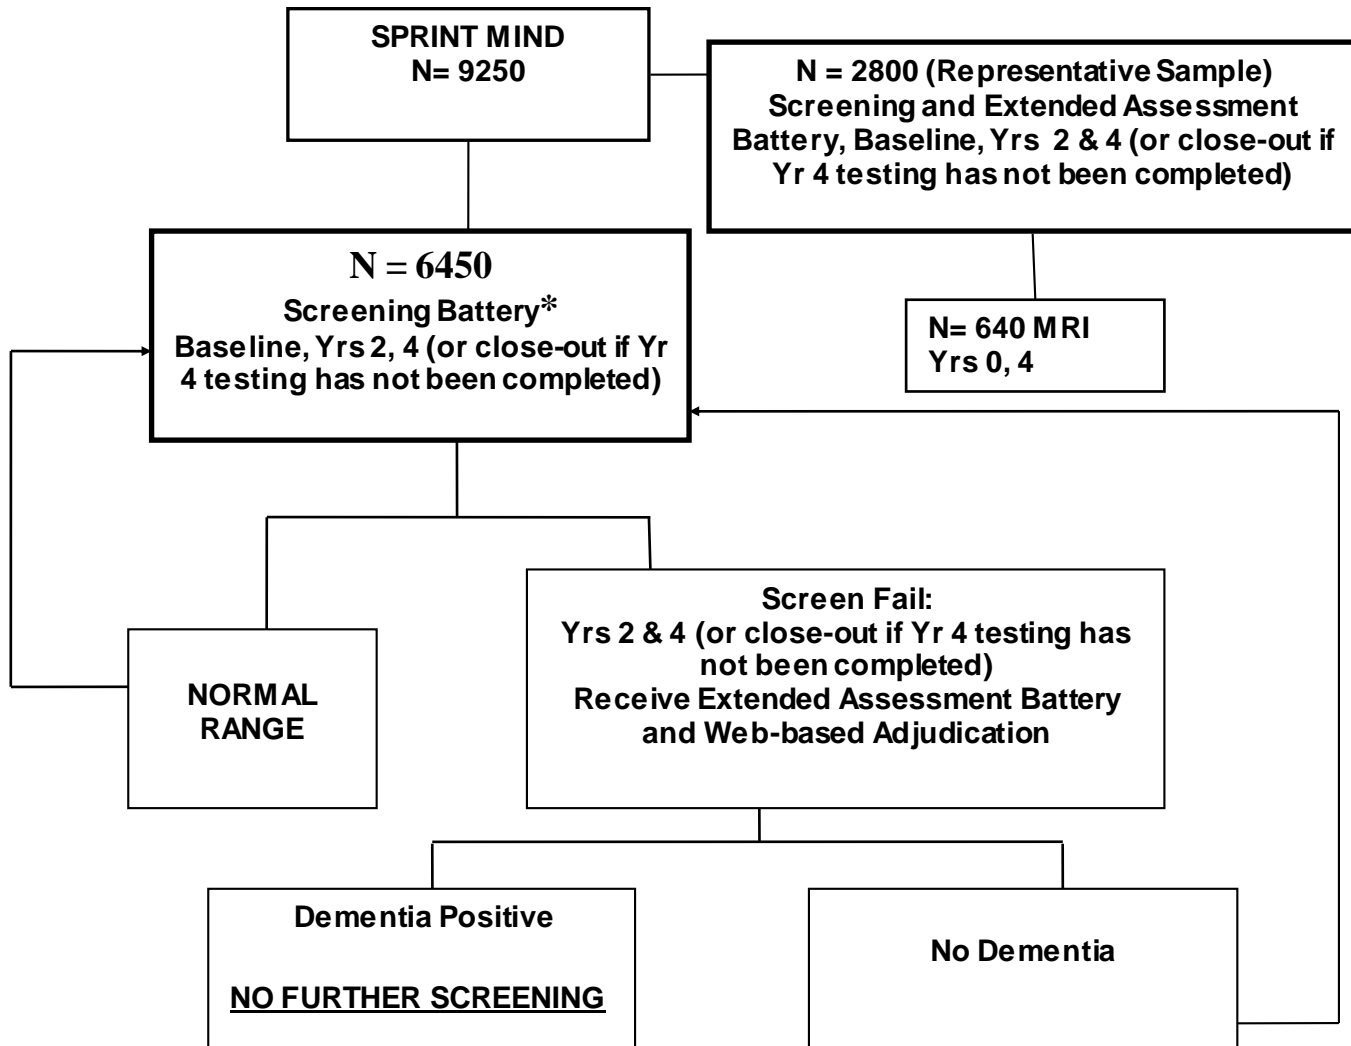 SPRINT MIND
N= 9250
N = 2800 (Representative Sample)
Screening and Extended Assessment
Battery, Baseline, Yrs 2 & 4 (or close-out if
Yr 4 testing has not been completed)
N = 6450
Screening Battery*
Baseline, Yrs 2, 4 (or close-out if Yr
4 testing has not been completed)
N= 640 MRI
Yrs 0, 4
NORMAL
RANGE
Screen Fail:
Yrs 2 & 4 (or close-out if Yr 4 testing has
not been completed)
Receive Extended Assessment Battery
and Web-based Adjudication
Dementia Positive
NO FURTHER SCREENING
No Dementia